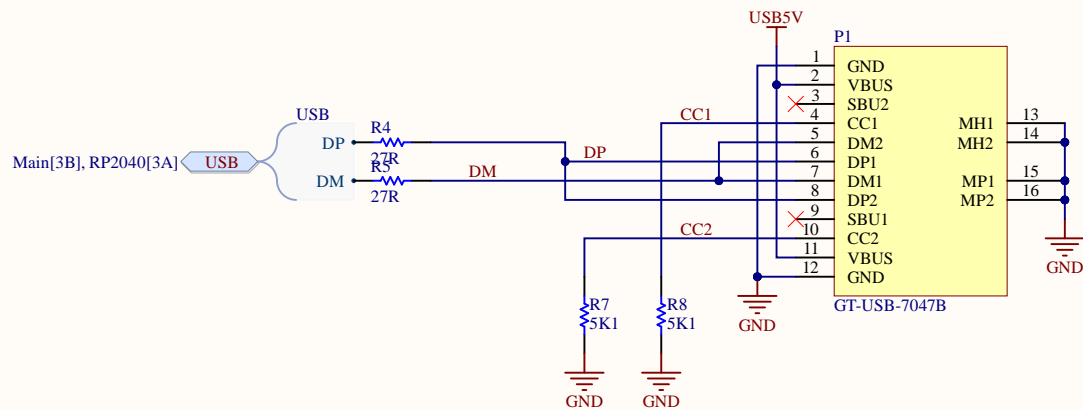 USB5V
P1
1 GND
2 VBUS
3 SBU2
4 CC1
5 DM2
6 DP1
7 DM1
8 DP2
9 SBU1
10 CC2
11 VBUS
12 GND
MH1 13
MH2 14
MP1 15
MP2 16
GT-USB-7047B
GND
GND
USB
DP
DM
R4
27R
R5
27R
Main[3B], RP2040[3A]
USB
DP
DM
CC1
CC2
R7
5K1
R8
5K1
GND
GND